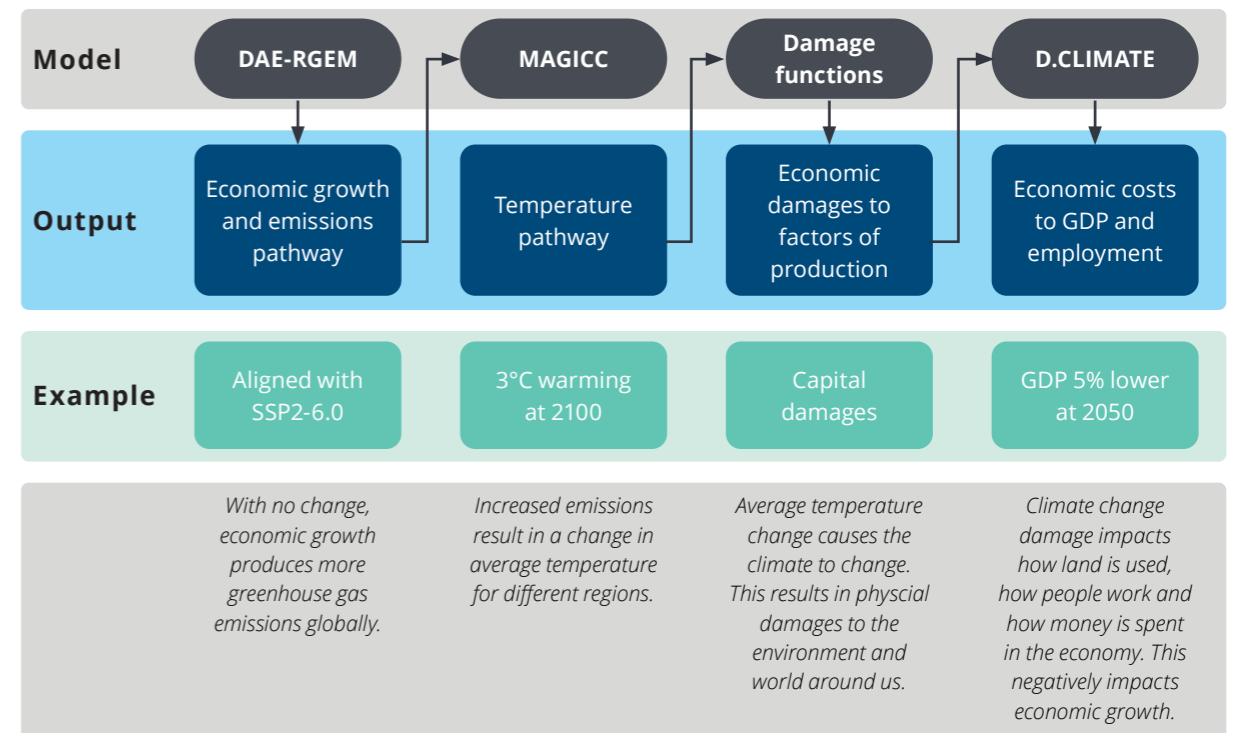 Model
DAE-RGEM
MAGICC
Damage
functions
D.CLIMATE
Output
Economic growth
and emissions
pathway
Temperature
pathway
Economic
damages to
factors of
production
Economic costs
to GDP and
employment
Example
Aligned with
SSP2-6.0
3°C warming
at 2100
Capital
damages
GDP 5% lower
at 2050
With no change,
economic growth
produces more
greenhouse gas
emissions globally.
Increased emissions
result in a change in
average temperature
for different regions.
Average temperature
change causes the
climate to change.
This results in physcial
damages to the
environment and
world around us.
Climate change
damage impacts
how land is used,
how people work and
how money is spent
in the economy. This
negatively impacts
economic growth.